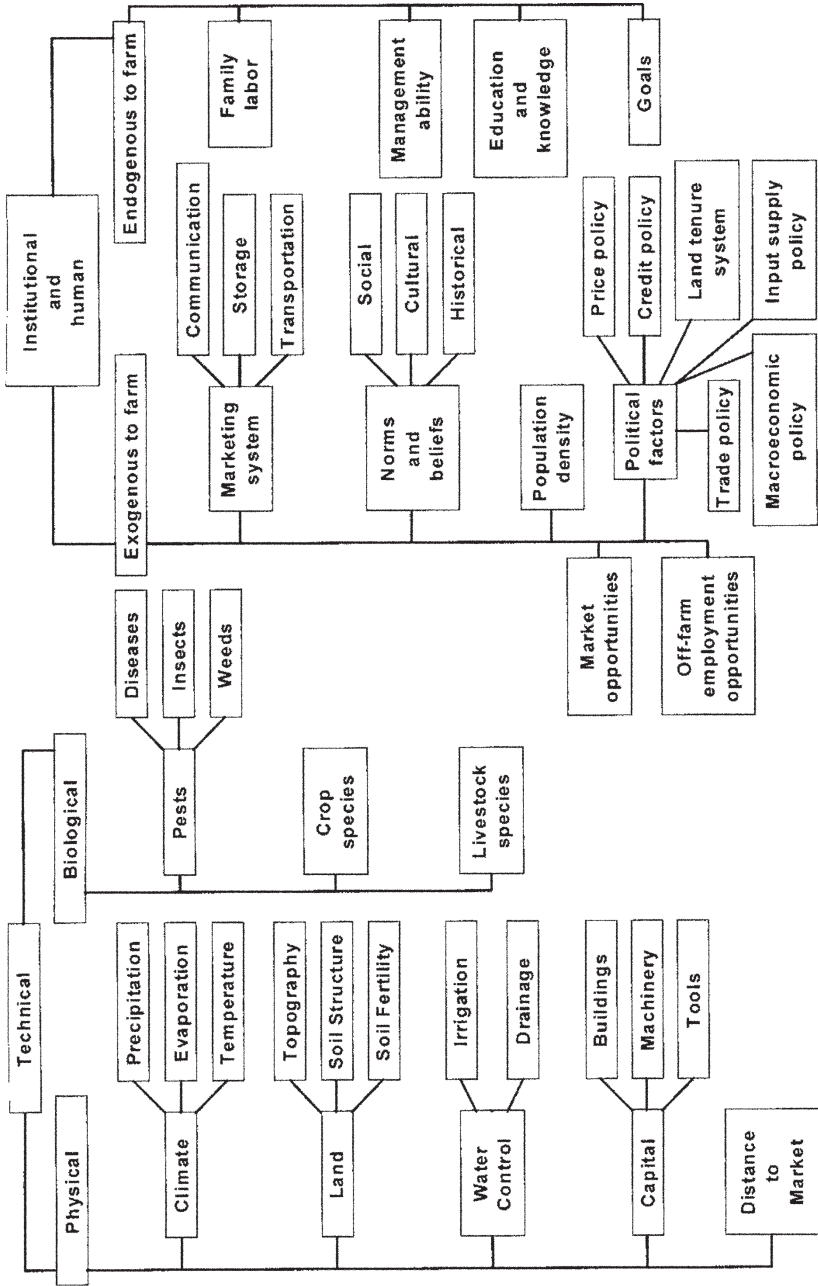 Technical
Physical
Climate
Precipitation
Evaporation
Temperature
Land
Topography
Soil Structure
Soil Fertility
Water
Control
Irrigation
Drainage
Capital
Buildings
Machinery
Tools
Distance
to
Market
Biological
Pests
Diseases
Insects
Weeds
Crop
species
Livestock
species
Institutional
and
human
Exogenous to farm
Marketing
system
Communication
Storage
Transportation
Norms
and
beliefs
Social
Cultural
Historical
Population
density
Market
opportunities
Political
factors
Price policy
Credit policy
Land tenure
system
Input supply
policy
Trade policy
Macroeconomic
policy
Off-farm
employment
opportunities
Endogenous to farm
Family
labor
Management
ability
Education
and
knowledge
Goals